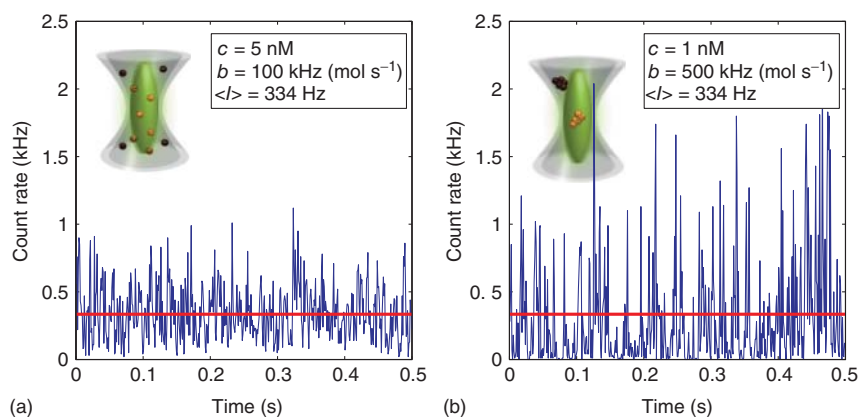 c = 5 nM
b = 100 kHz (mol s⁻¹)
<I> = 334 Hz
Count rate (kHz)
2.5
2
1.5
1
0.5
0
0 0.1 0.2 0.3 0.4 0.5
Time (s)
(a)
c = 1 nM
b = 500 kHz (mol s⁻¹)
<I> = 334 Hz
Count rate (kHz)
2.5
2
1.5
1
0.5
0
0 0.1 0.2 0.3 0.4 0.5
Time (s)
(b)